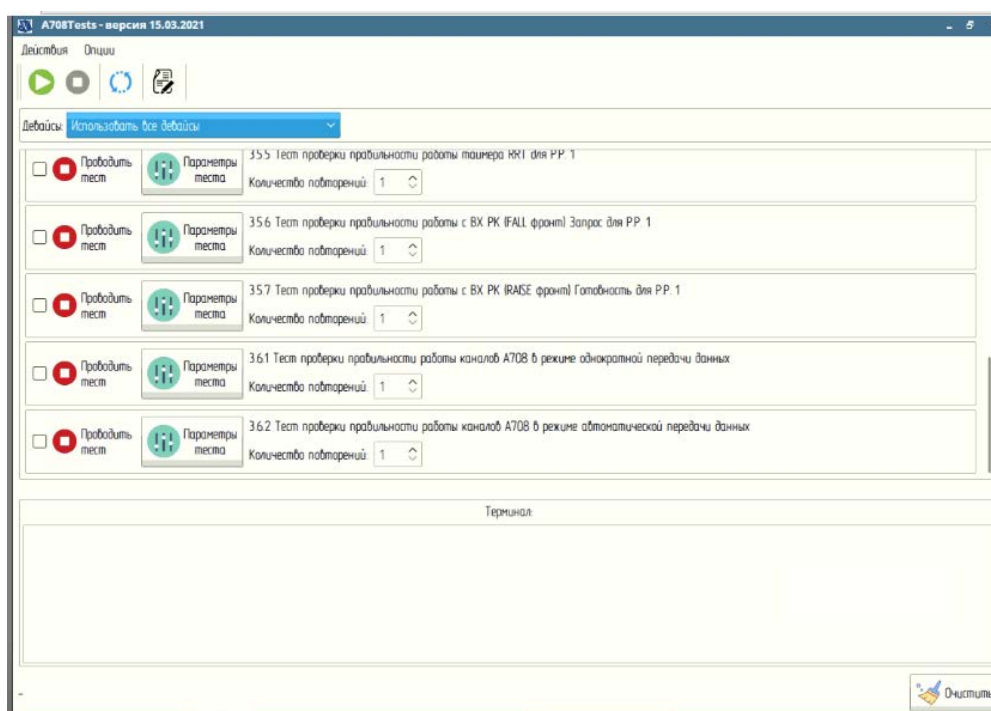 A708Tests - версия 15.03.2021
Действия Опции
Девайсы: Использовать все девайсы
Проводить тест
Параметры теста
3.5.5 Тест проверки правильности работы таймера RRT для Р.Р. 1
Количество повторений: 1
Проводить тест
Параметры теста
3.5.6 Тест проверки правильности работы с ВХ РК (FALL фронт) Запрос для Р.Р. 1
Количество повторений: 1
Проводить тест
Параметры теста
3.5.7 Тест проверки правильности работы с ВХ РК (RAISE фронт) Готовность для Р.Р. 1
Количество повторений: 1
Проводить тест
Параметры теста
3.6.1 Тест проверки правильности работы каналов А708 в режиме однократной передачи данных
Количество повторений: 1
Проводить тест
Параметры теста
3.6.2 Тест проверки правильности работы каналов А708 в режиме автоматической передачи данных
Количество повторений: 1
Терминал:
-
Очистить